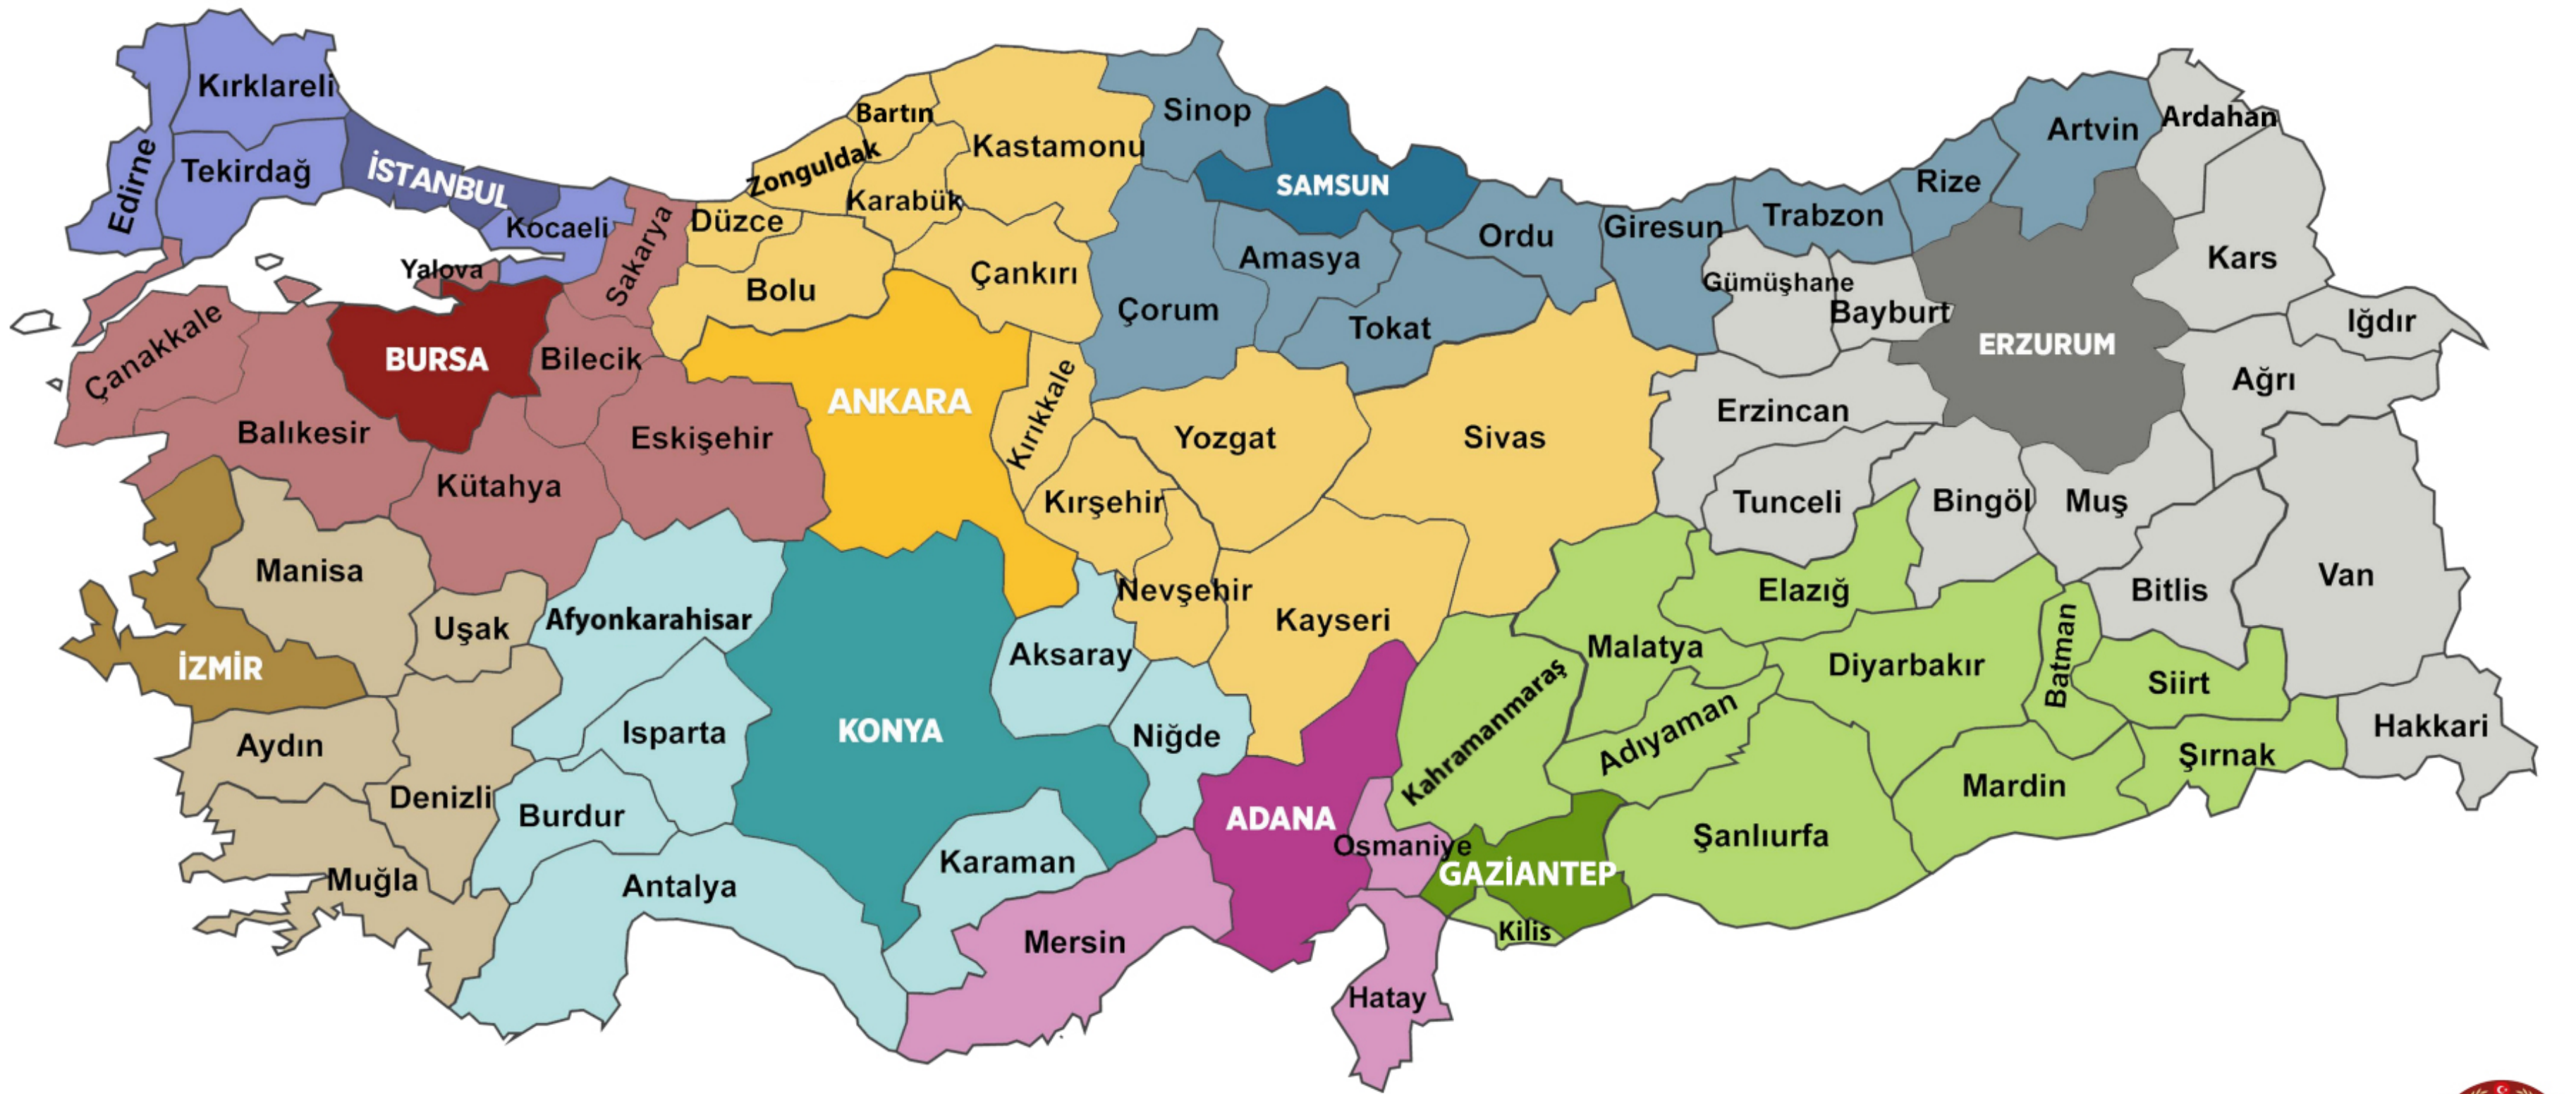 Kırklareli
Edirne
Tekirdağ
İSTANBUL
Kocaeli
Yalova
Sakarya
Çanakkale
Balıkesir
BURSA
Bilecik
Kütahya
Eskişehir
Düzce
Zonguldak
Bartın
Karabük
Kastamonu
Bolu
Çankırı
ANKARA
Kırıkkale
Kırşehir
Yozgat
Sivas
Nevşehir
Kayseri
Sinop
SAMSUN
Çorum
Amasya
Tokat
Ordu
Giresun
Trabzon
Rize
Artvin
Ardahan
Kars
Gümüşhane
Bayburt
ERZURUM
Iğdır
Ağrı
Erzincan
Tunceli
Bingöl
Muş
Bitlis
Van
Hakkari
Manisa
İZMİR
Uşak
Aydın
Denizli
Muğla
Afyonkarahisar
Isparta
Burdur
Antalya
KONYA
Aksaray
Niğde
Karaman
Mersin
ADANA
Osmaniye
Hatay
Kahramanmaraş
Malatya
Elazığ
Adıyaman
Diyarbakır
Batman
Siirt
Şırnak
Mardin
Şanlıurfa
GAZİANTEP
Kilis